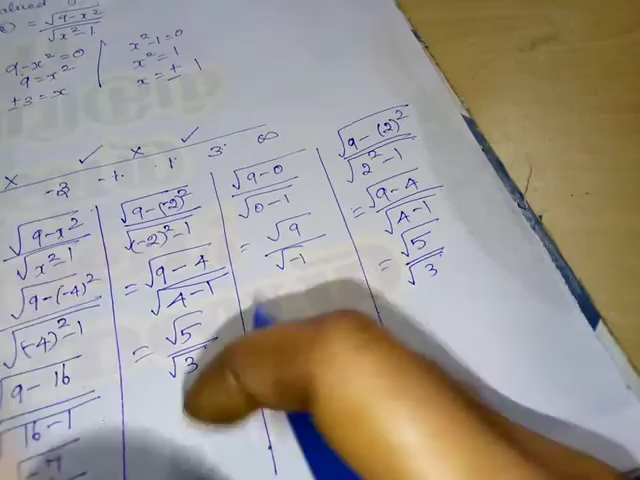 = √9-x² / √x²-1
9-x²=0
9=x²
±3=x
x²-1=0
x²=1
x=± 1
× ✓ × ✓
-3 -1 1 3 ∞
√9-x² / √x²-1
√9-(-4)² / √(-4)²-1
√9-16 / √16-1
√-7
√9-(-2)² / √(-2)²-1
= √9-4 / √4-1
= √5 / √3
√9-0 / √0-1
= √9 / √-1
√9-(2)² / √2²-1
= √9-4 / √4-1
= √5 / √3